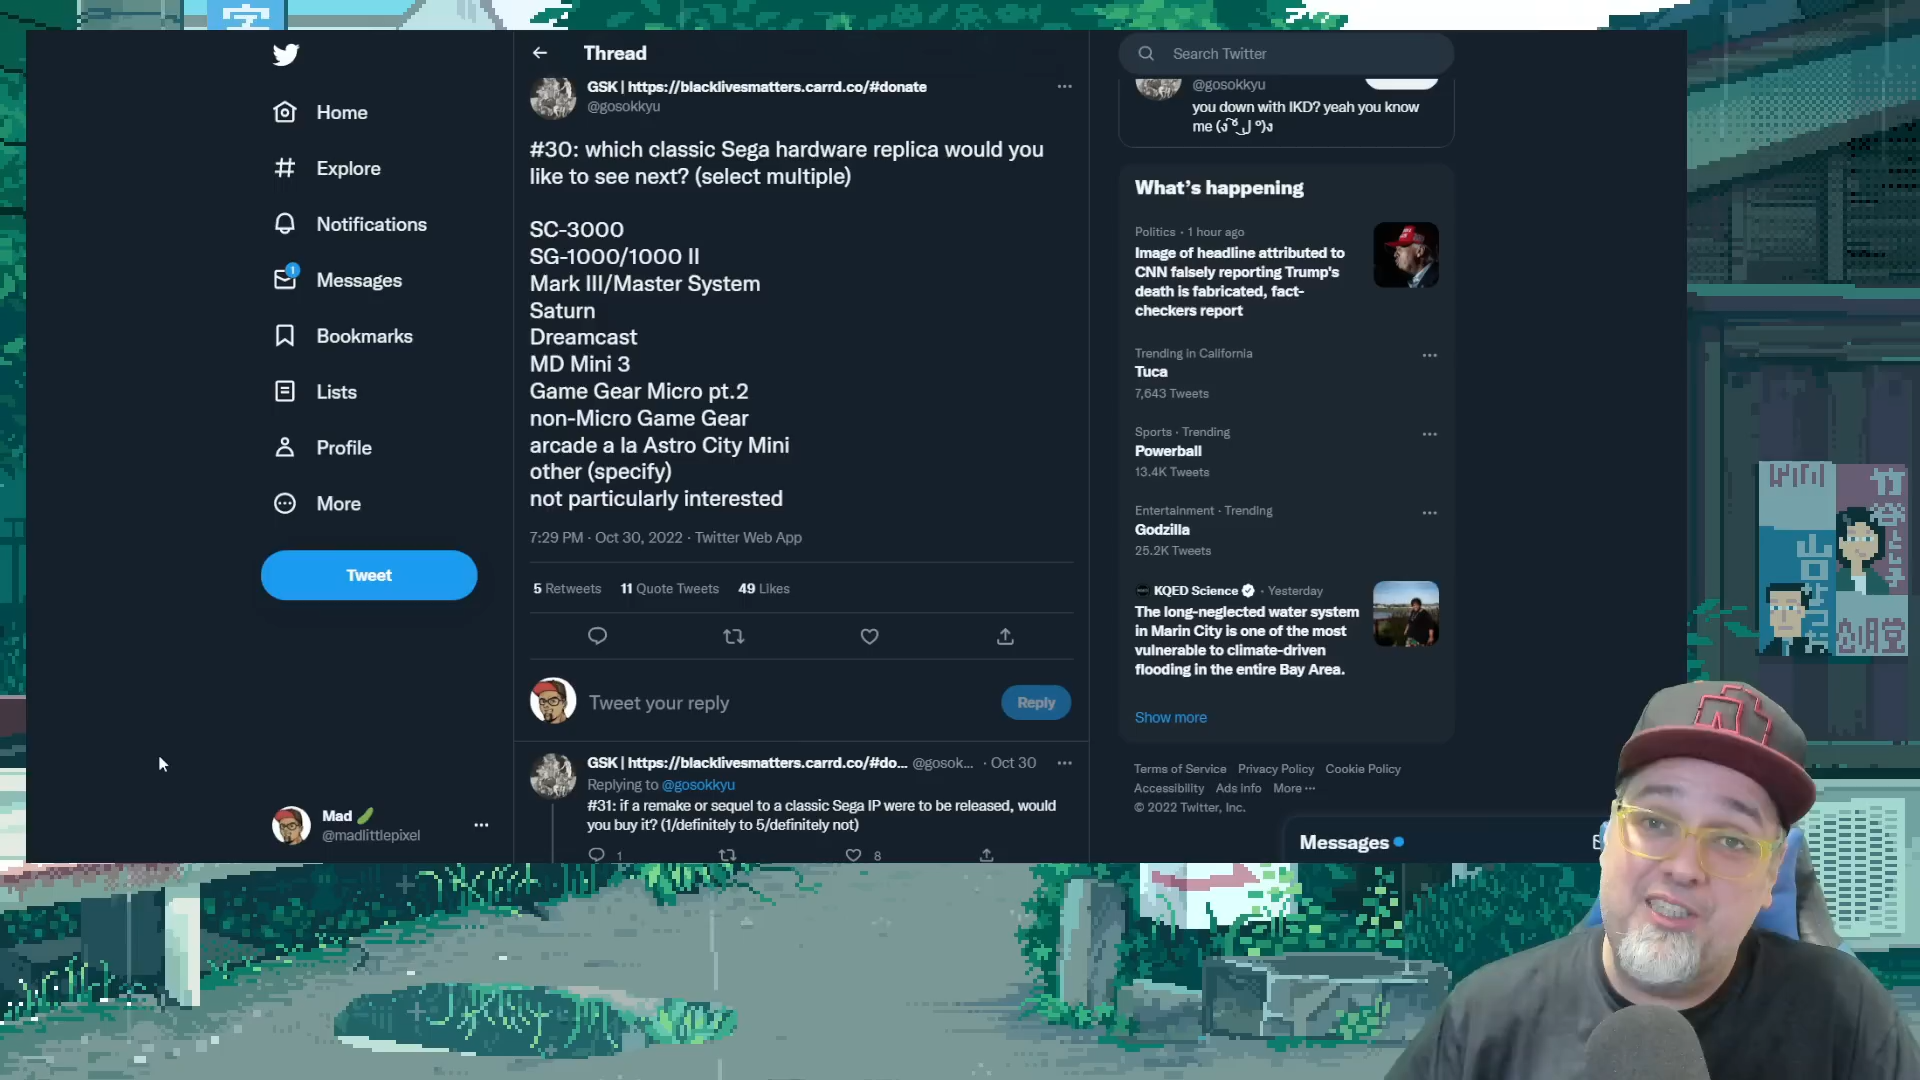 Home
Explore
Notifications
1
Messages
Bookmarks
Lists
Profile
More
Tweet
Mad
@madlittlepixel
Thread
GSK | https://blacklivesmatters.carrd.co/#donate
@gosokkyu
#30: which classic Sega hardware replica would you
like to see next? (select multiple)
SC-3000
SG-1000/1000 II
Mark III/Master System
Saturn
Dreamcast
MD Mini 3
Game Gear Micro pt.2
non-Micro Game Gear
arcade a la Astro City Mini
other (specify)
not particularly interested
7:29 PM · Oct 30, 2022 · Twitter Web App
5 Retweets 11 Quote Tweets 49 Likes
Tweet your reply
Reply
GSK | https://blacklivesmatters.carrd.co/#do... @gosok... · Oct 30
Replying to @gosokkyu
#31: if a remake or sequel to a classic Sega IP were to be released, would
you buy it? (1/definitely to 5/definitely not)
1 8
Search Twitter
@gosokkyu
you down with IKD? yeah you know
me
What's happening
Politics · 1 hour ago
Image of headline attributed to
CNN falsely reporting Trump's
death is fabricated, fact-
checkers report
Trending in California
Tuca
7,643 Tweets
Sports · Trending
Powerball
13.4K Tweets
Entertainment · Trending
Godzilla
25.2K Tweets
KQED Science · Yesterday
The long-neglected water system
in Marin City is one of the most
vulnerable to climate-driven
flooding in the entire Bay Area.
Show more
Terms of Service Privacy Policy Cookie Policy
Accessibility Ads info More ···
© 2022 Twitter, Inc.
Messages